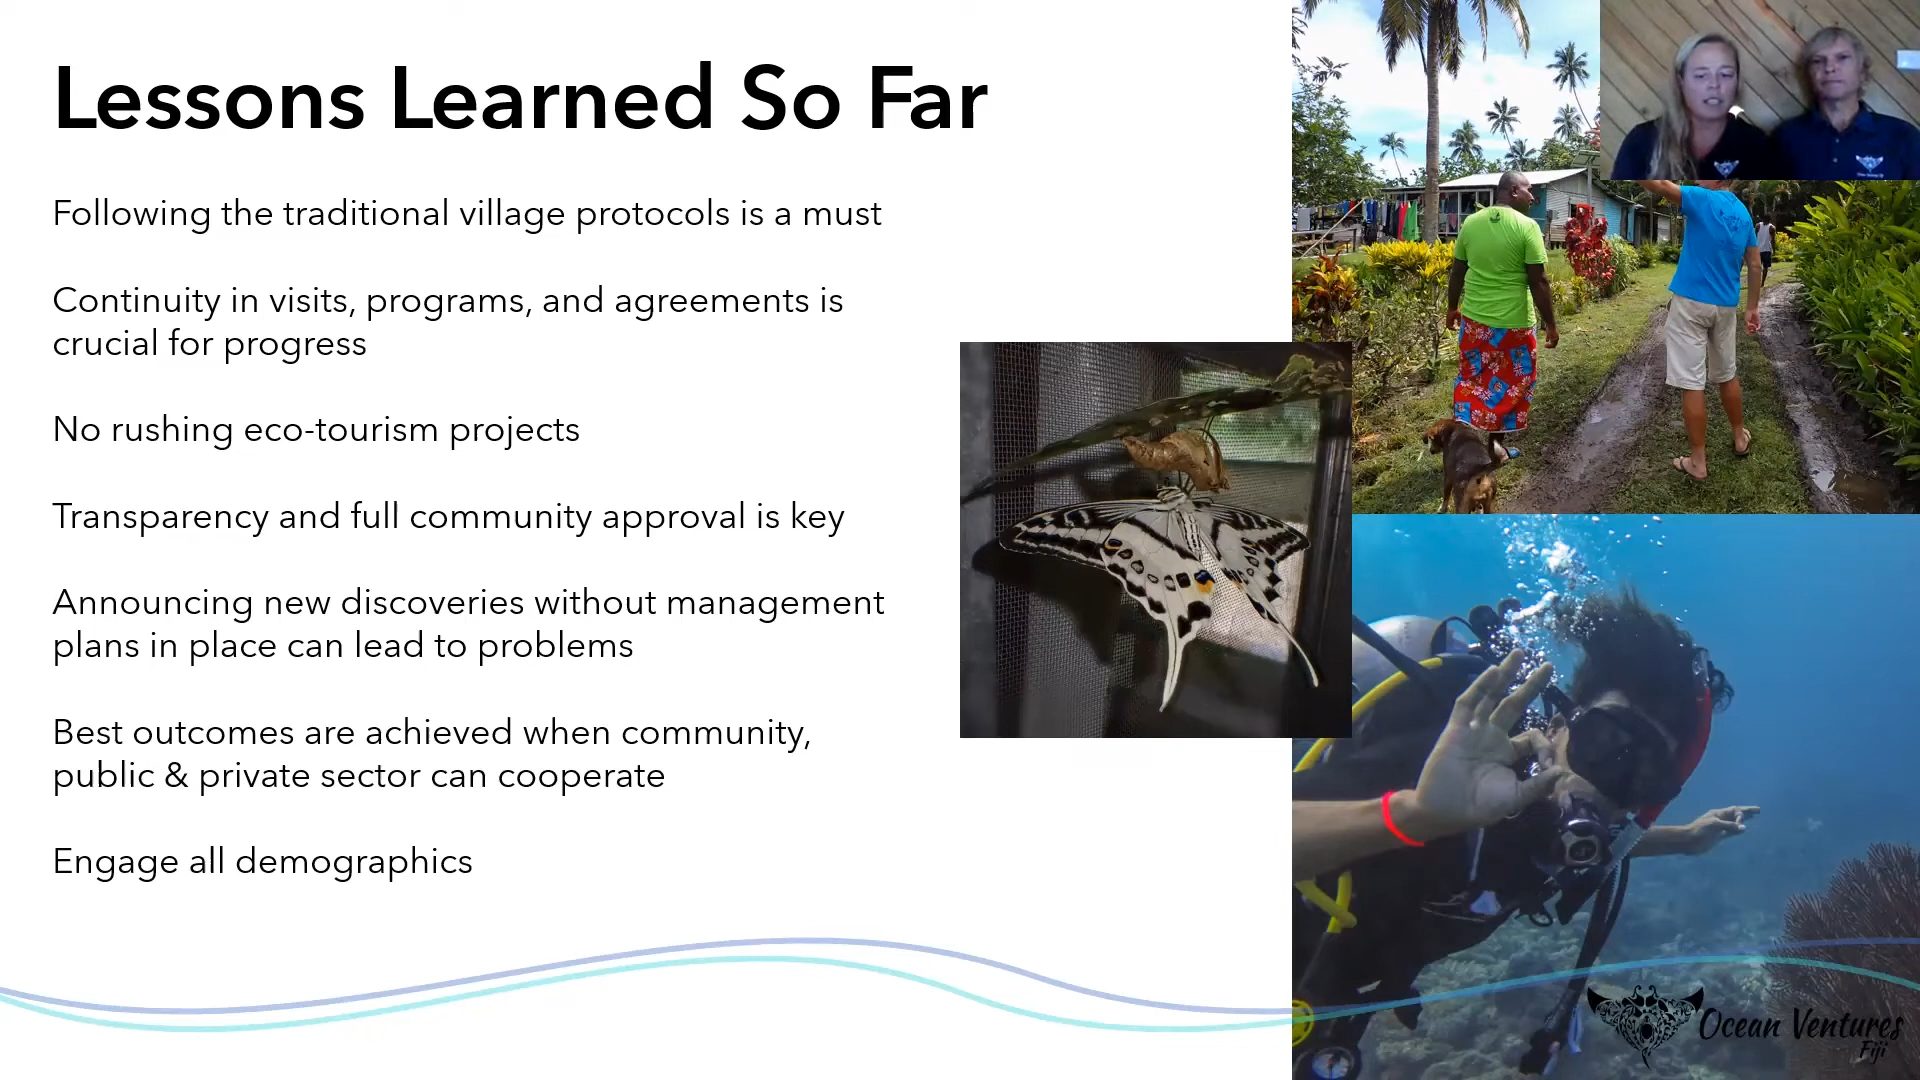 Lessons Learned So Far
Following the traditional village protocols is a must
Continuity in visits, programs, and agreements is
crucial for progress
No rushing eco-tourism projects
Transparency and full community approval is key
Announcing new discoveries without management
plans in place can lead to problems
Best outcomes are achieved when community,
public & private sector can cooperate
Engage all demographics
Ocean Ventures
Fiji